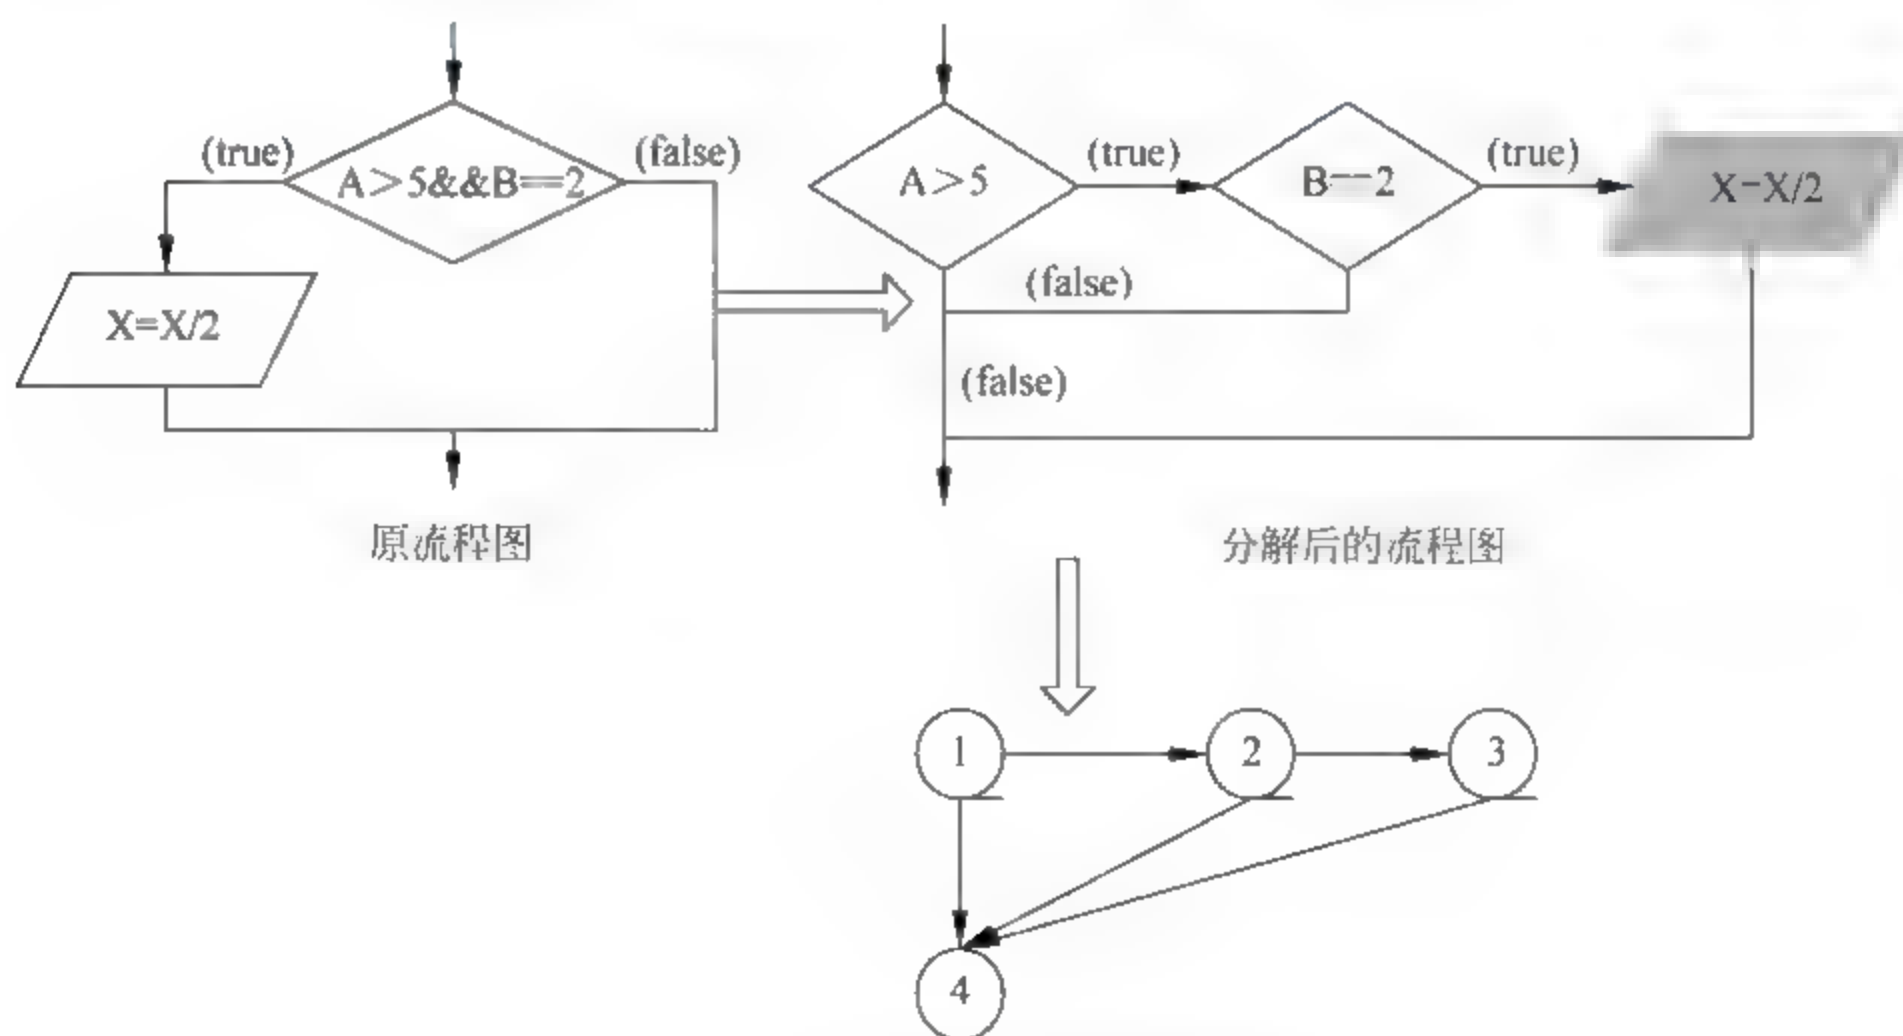 (true)
A>5&&B==2
(false)
X=X/2
原流程图
A>5
(true)
B==2
(true)
X=X/2
(false)
(false)
分解后的流程图
1
2
3
4